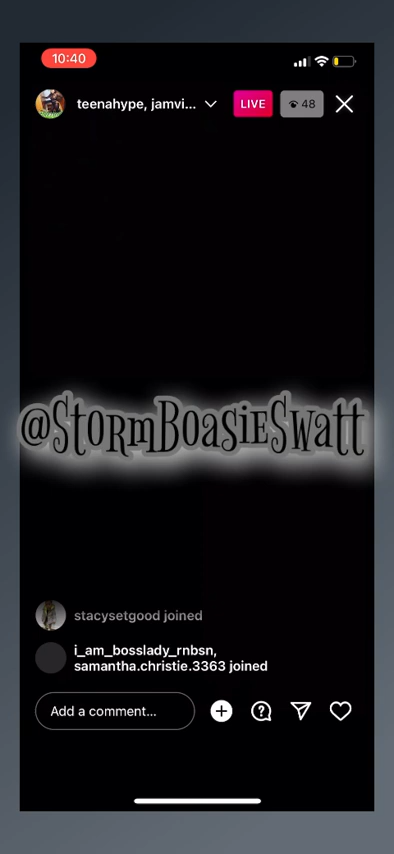 10:40
teenahype, jamvi...
LIVE
48
@StormBoasieSwatt
stacysetgood joined
i_am_bosslady_rnbsn,
samantha.christie.3363 joined
Add a comment...